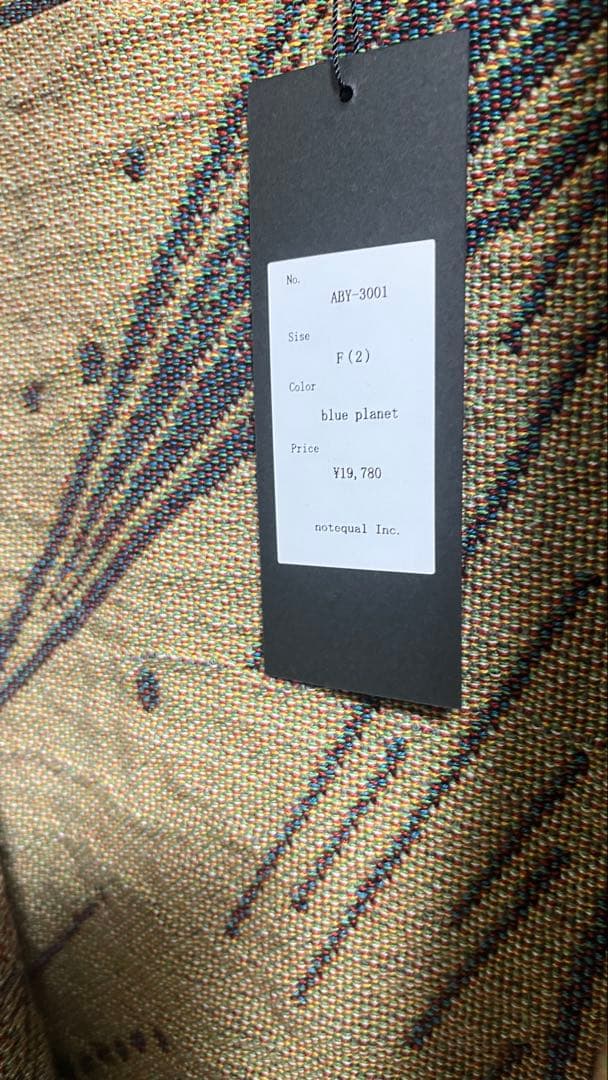 No.
ABY-3001
Sise
F(2)
Color
blue planet
Price
¥19,780
notequal Inc.